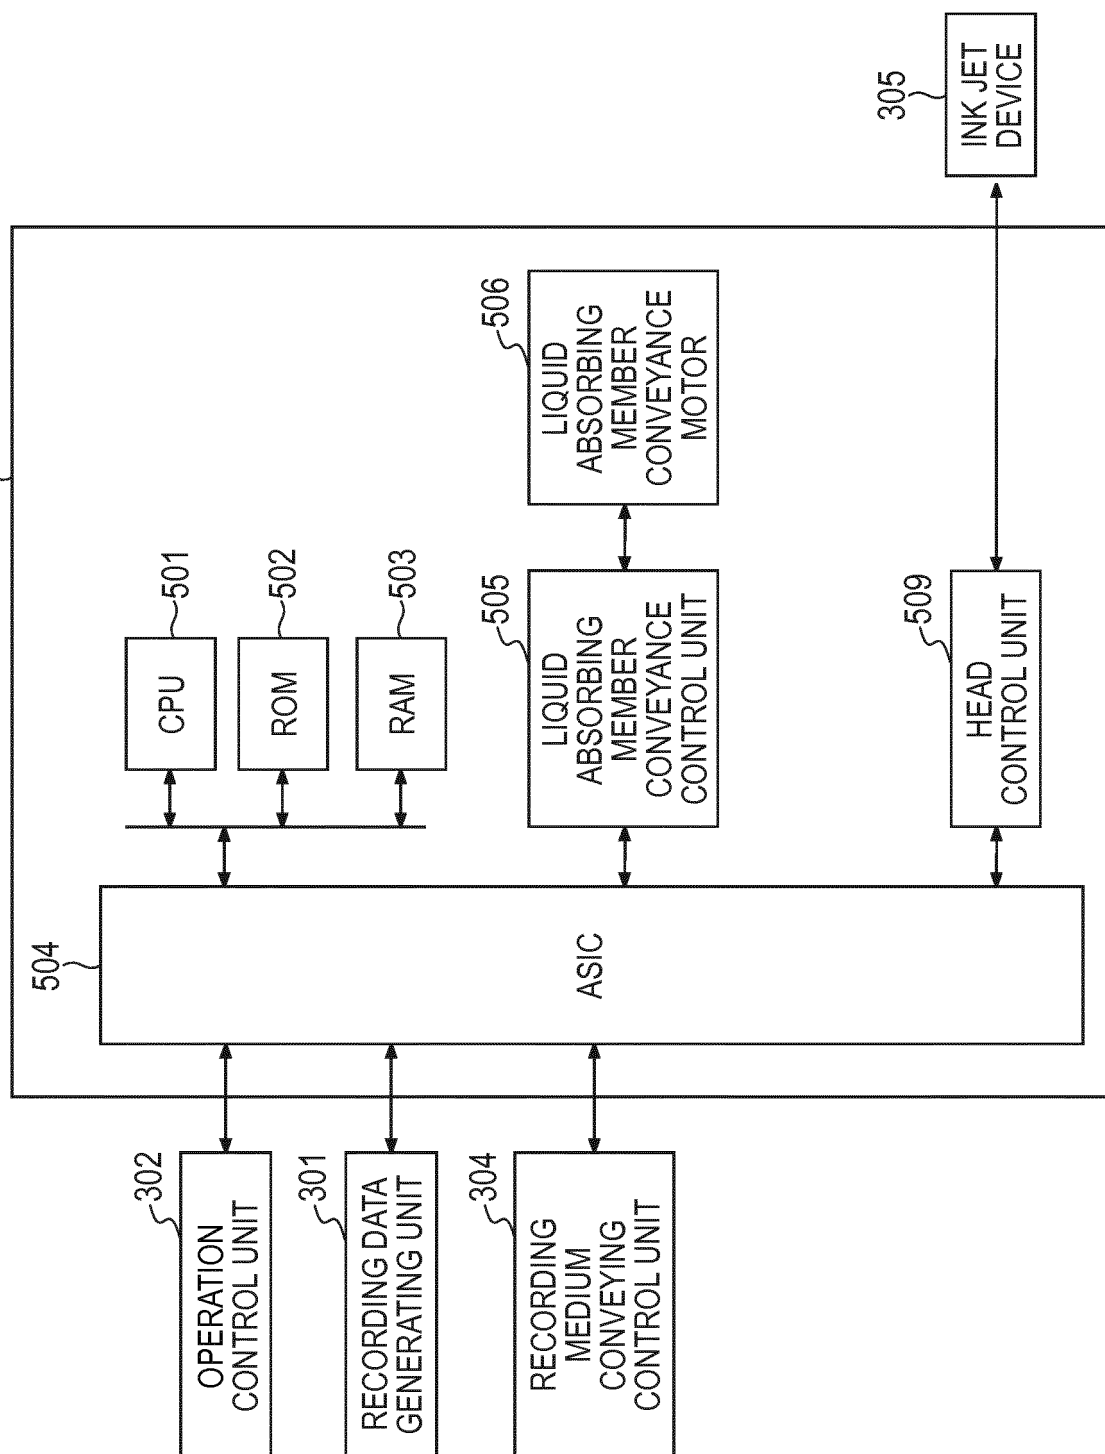 302
OPERATION
CONTROL UNIT
301
RECORDING DATA
GENERATING UNIT
304
RECORDING
MEDIUM
CONVEYING
CONTROL UNIT
504
ASIC
501
CPU
502
ROM
503
RAM
505
LIQUID
ABSORBING
MEMBER
CONVEYANCE
CONTROL UNIT
506
LIQUID
ABSORBING
MEMBER
CONVEYANCE
MOTOR
509
HEAD
CONTROL UNIT
305
INK JET
DEVICE